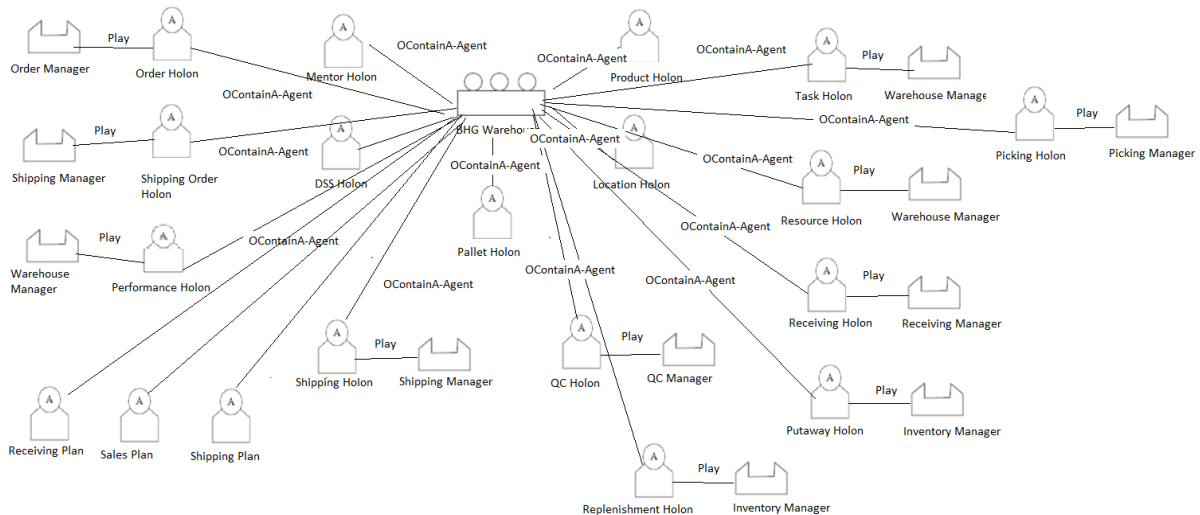 A
A
A
A
Play
OContainA-Agent
OContainA-Agent
OContainA-Agent
Play
Order Manager
Order Holon
Mentor Holon
Product Holon
Task Holon
Warehouse Manage
OContainA-Agent
A
A
A
A
OContainA-Agent
Play
Play
BHG Wareho
OContainA-Agent
Picking Holon
Picking Manager
Shipping Manager
Shipping Order
Holon
OContainA-Agent
DSS Holon
OContainA-Agent
Location Holon
OContainA-Agent
A
Play
A
Resource Holon
Warehouse Manager
OContainA-Agent
Play
A
OContainA-Agent
Pallet Holon
Warehouse
Manager
Performance Holon
OContainA-Agent
OContainA-Agent
OContainA-Agent
A
Play
Receiving Holon
Receiving Manager
A
Play
A
Play
Shipping Holon
Shipping Manager
QC Holon
QC Manager
A
A
A
A
Play
Receiving Plan
Sales Plan
Shipping Plan
Putaway Holon
Inventory Manager
A
Play
Replenishment Holon
Inventory Manager